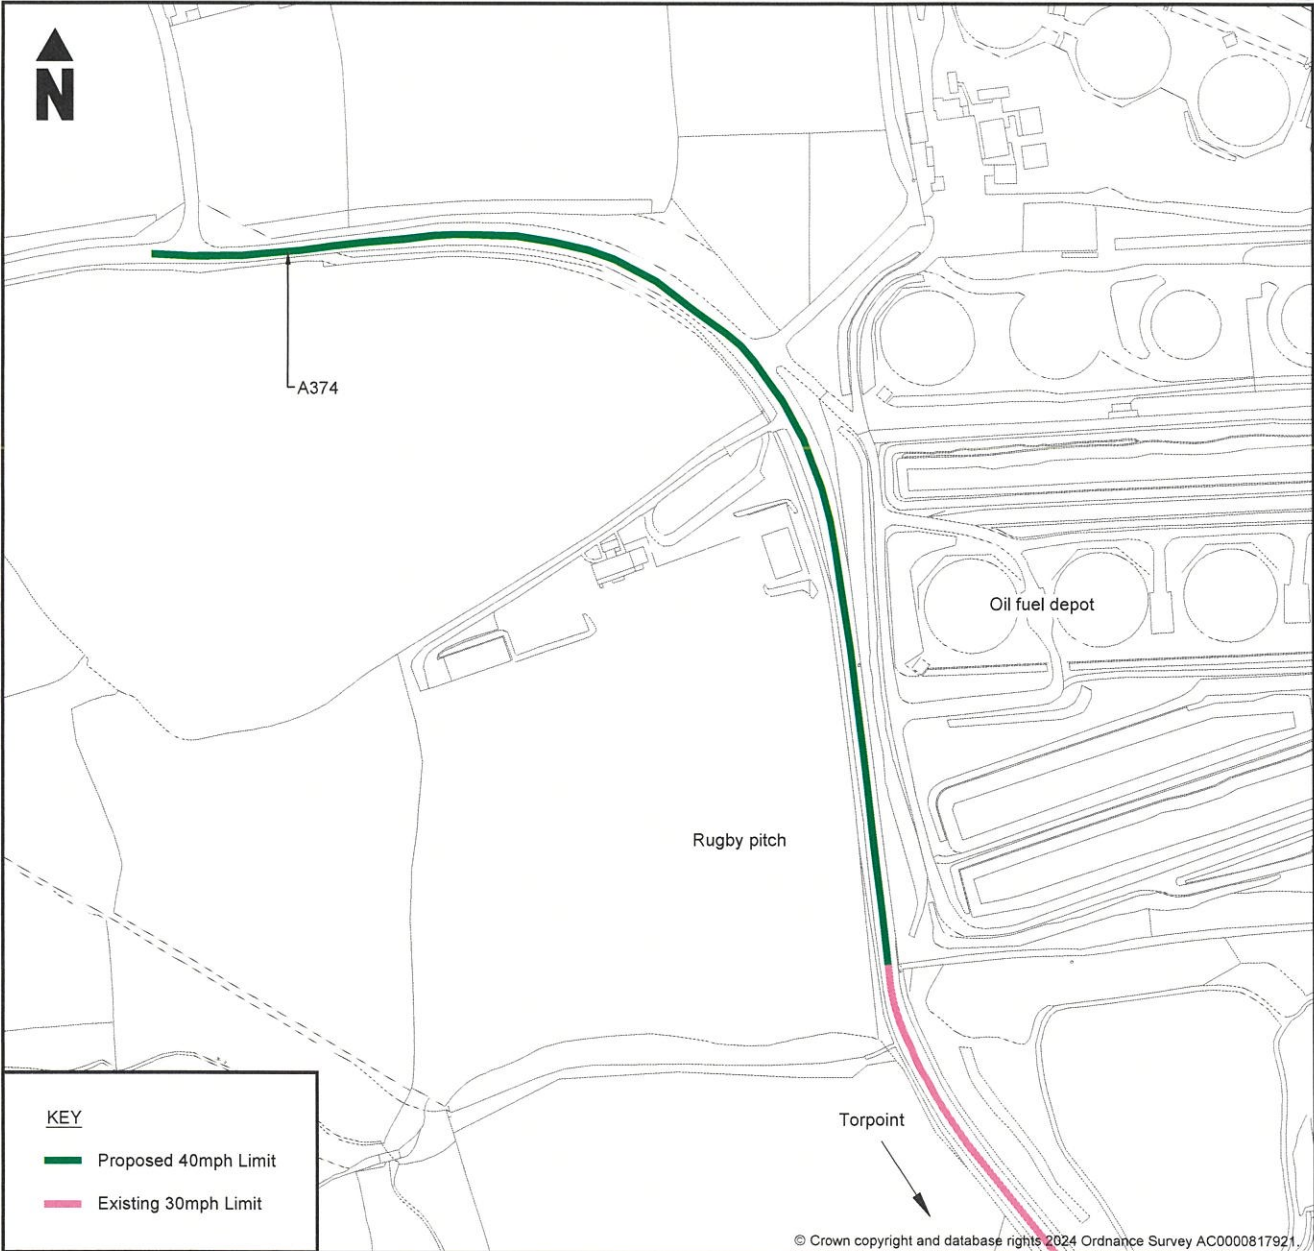 N
A374
Oil fuel depot
Rugby pitch
Torpoint
KEY
Proposed 40mph Limit
Existing 30mph Limit
© Crown copyright and database rights 2024 Ordnance Survey AC0000817921.